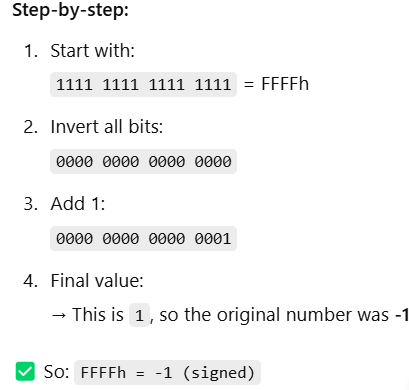 Step-by-step:
1. Start with:
1111 1111 1111 1111 = FFFFh
2. Invert all bits:
0000 0000 0000 0000
3. Add 1:
0000 0000 0000 0001
4. Final value:
→ This is 1, so the original number was -1
✅ So: FFFFh = -1 (signed)